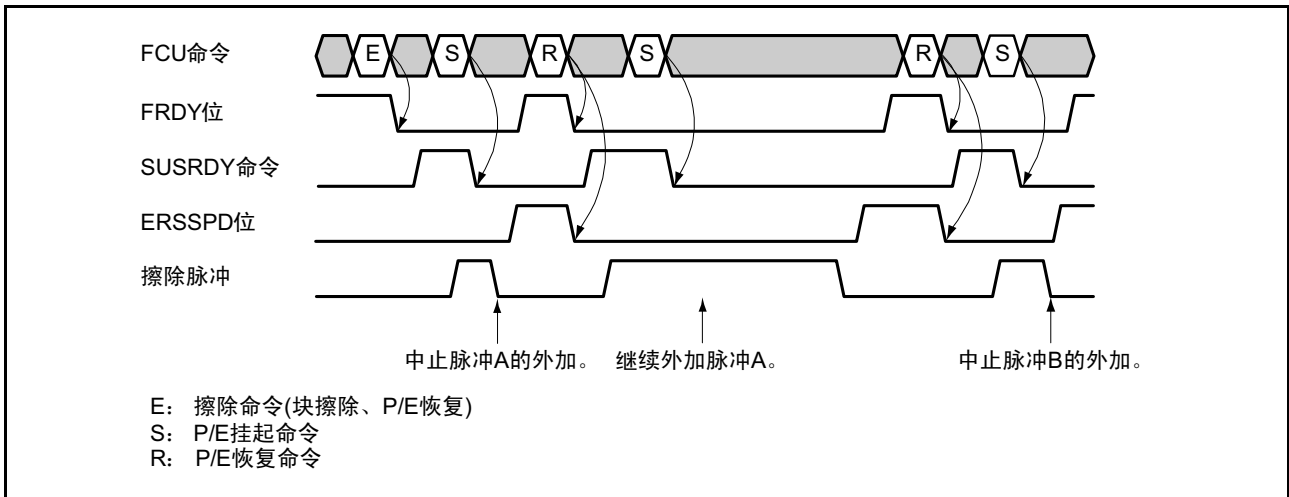 FCU命令 E S R S R S
FRDY位
SUSRDY命令
ERSSPD位
擦除脉冲
中止脉冲A的外加。 继续外加脉冲A。 中止脉冲B的外加。
E： 擦除命令(块擦除、P/E恢复)
S： P/E挂起命令
R： P/E恢复命令